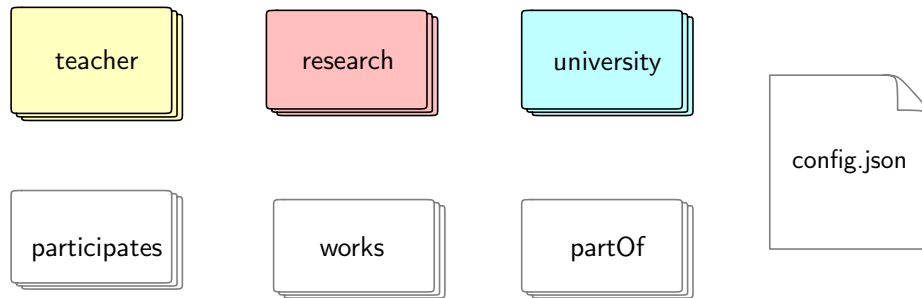 teacher
research
university
config.json
participates
works
partOf